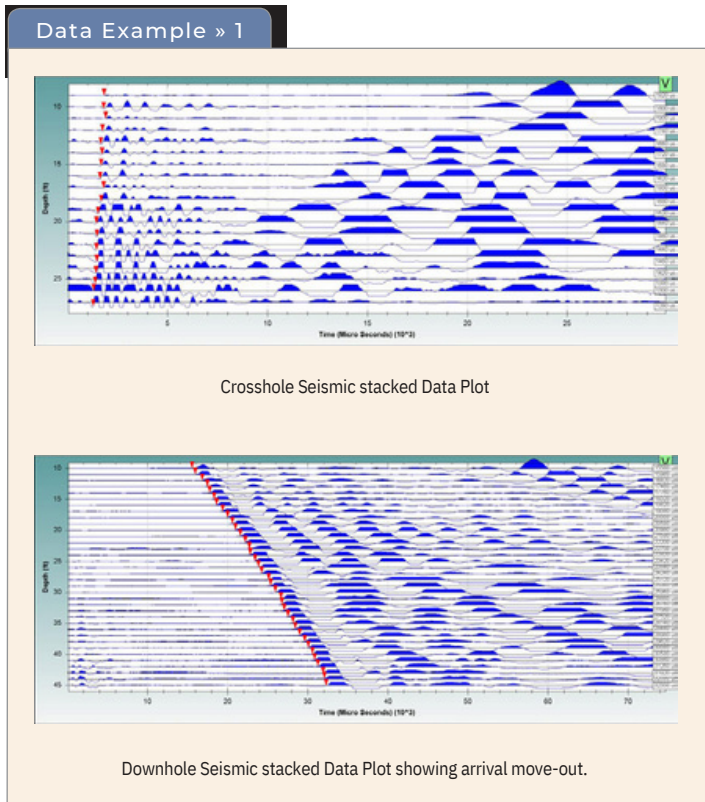 Data Example » 1
V
Depth (ft)
10
15
20
25
5 10 15 20 25
Time (Micro Seconds) (10^3)
Crosshole Seismic stacked Data Plot
V
Depth (ft)
10
15
20
25
30
35
40
45
10 20 30 40 50 60 70
Time (Micro Seconds) (10^3)
Downhole Seismic stacked Data Plot showing arrival move-out.